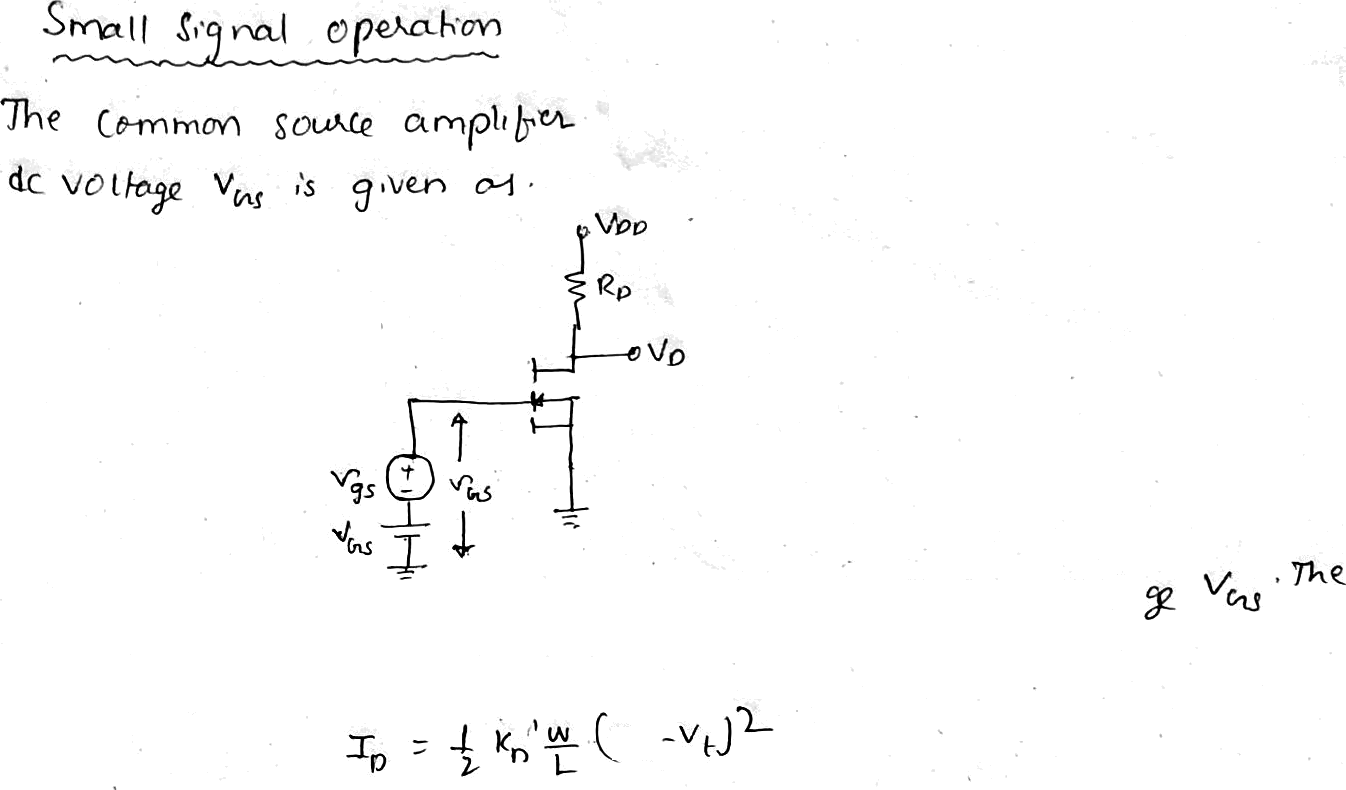 Small signal operation
The common source amplifier
dc voltage VGS is given as.
VDD
RD
VD
vgs
vGS
VGS
ge VGS. The
ID = 1/2 Kn' W/L ( -Vt)2